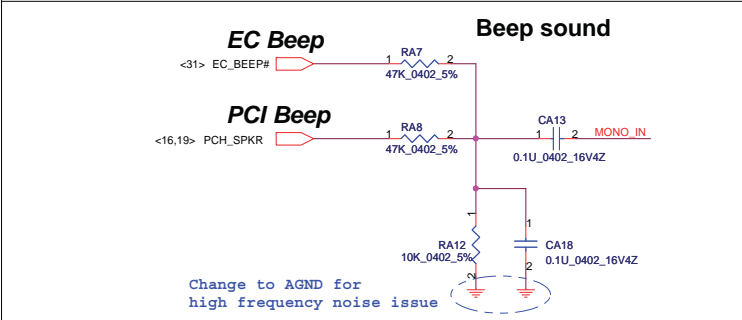 Beep sound
EC Beep
<31> EC_BEEP#
1 RA7 2
47K_0402_5%
PCI Beep
<16,19> PCH_SPKR
1 RA8 2
47K_0402_5%
CA13
1 2 MONO_IN
0.1U_0402_16V4Z
1
RA12
10K_0402_5%
2
1
CA18
0.1U_0402_16V4Z
2
Change to AGND for
high frequency noise issue